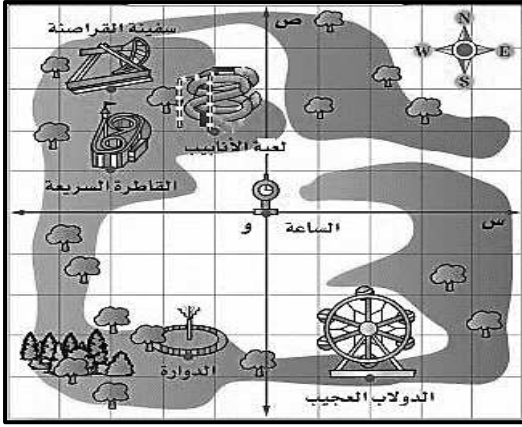 ص
سفينة القراصنة
N
W E
S
لعبة الأنابيب
القاطرة السريعة
س
الساعة
و
الدوارة
الدولاب العجيب